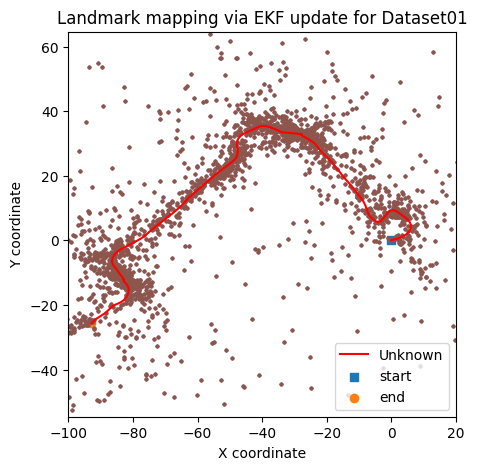 Landmark mapping via EKF update for Dataset01
60
40
20
0
−20
−40
Y coordinate
Unknown
start
end
−100
−80
−60
−40
−20
0
20
X coordinate